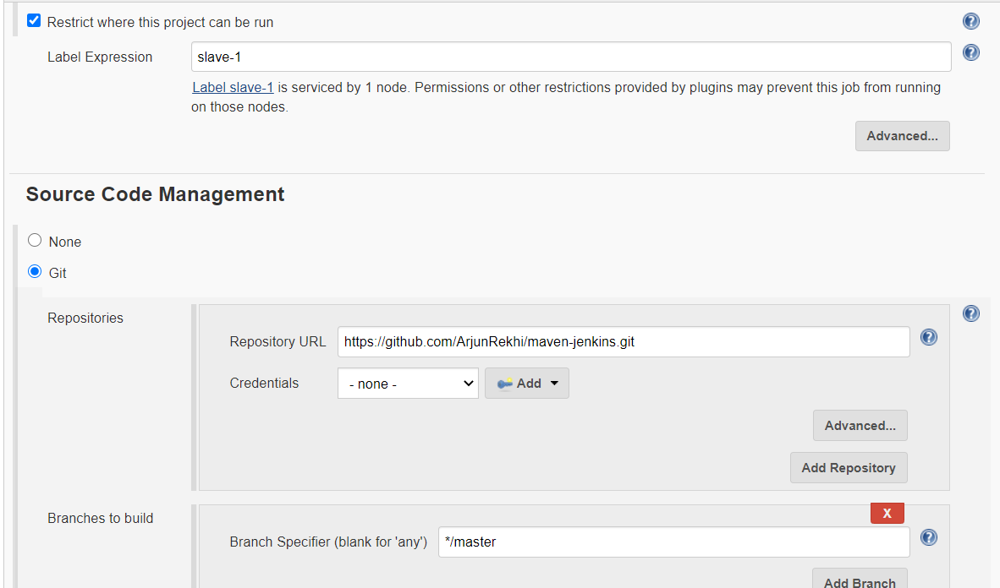 Restrict where this project can be run
?
Label Expression
slave-1
?
Label slave-1 is serviced by 1 node. Permissions or other restrictions provided by plugins may prevent this job from running
on those nodes.
Advanced...
Source Code Management
None
Git
Repositories
?
Repository URL
https://github.com/ArjunRekhi/maven-jenkins.git
?
Credentials
- none -
Add
Advanced...
Add Repository
Branches to build
X
Branch Specifier (blank for 'any')
*/master
?
Add Branch